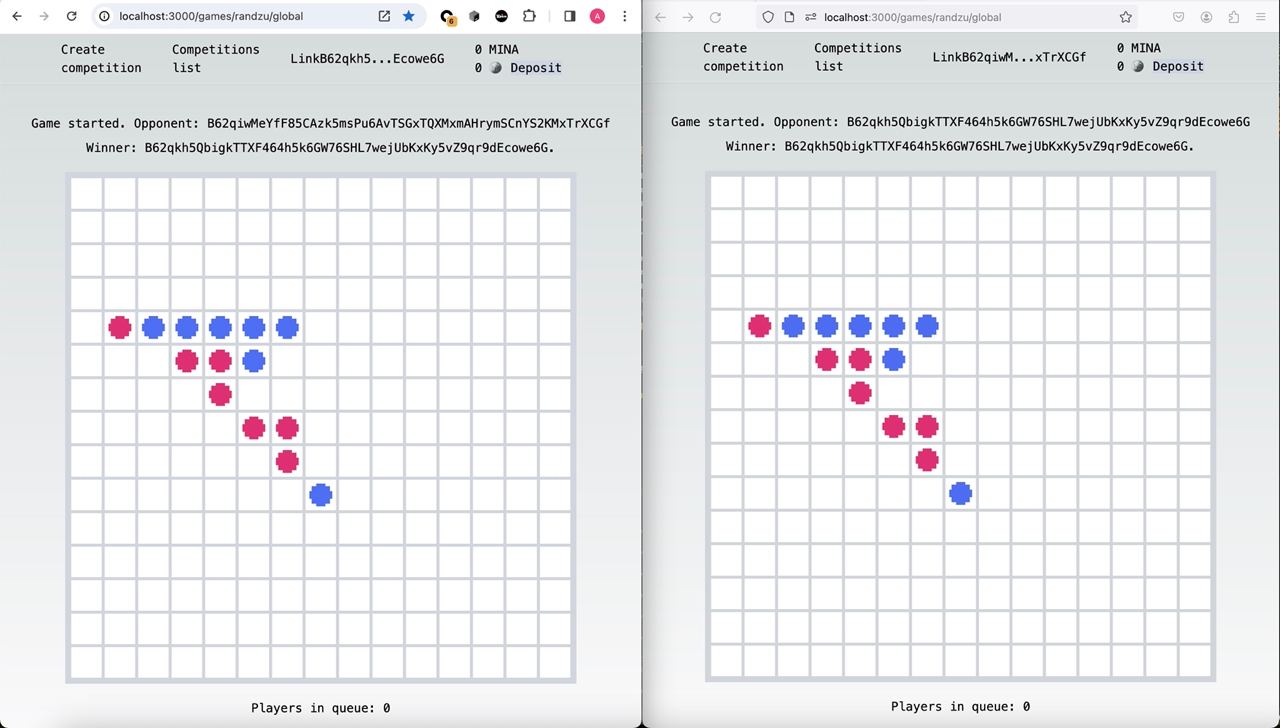 localhost:3000/games/randzu/global
6
A
Create competition
Competitions list
LinkB62qkh5...Ecowe6G
0 MINA
0 Deposit
Game started. Opponent: B62qiwMeYfF85CAzk5msPu6AvTSGxTQXMxmAHrymSCnYS2KMxTrXCGf
Winner: B62qkh5QbigkTTXF464h5k6GW76SHL7wejUbKxKy5vZ9qr9dEcowe6G.
Players in queue: 0
localhost:3000/games/randzu/global
Create competition
Competitions list
LinkB62qiwM...xTrXCGf
0 MINA
0 Deposit
Game started. Opponent: B62qkh5QbigkTTXF464h5k6GW76SHL7wejUbKxKy5vZ9qr9dEcowe6G
Winner: B62qkh5QbigkTTXF464h5k6GW76SHL7wejUbKxKy5vZ9qr9dEcowe6G.
Players in queue: 0